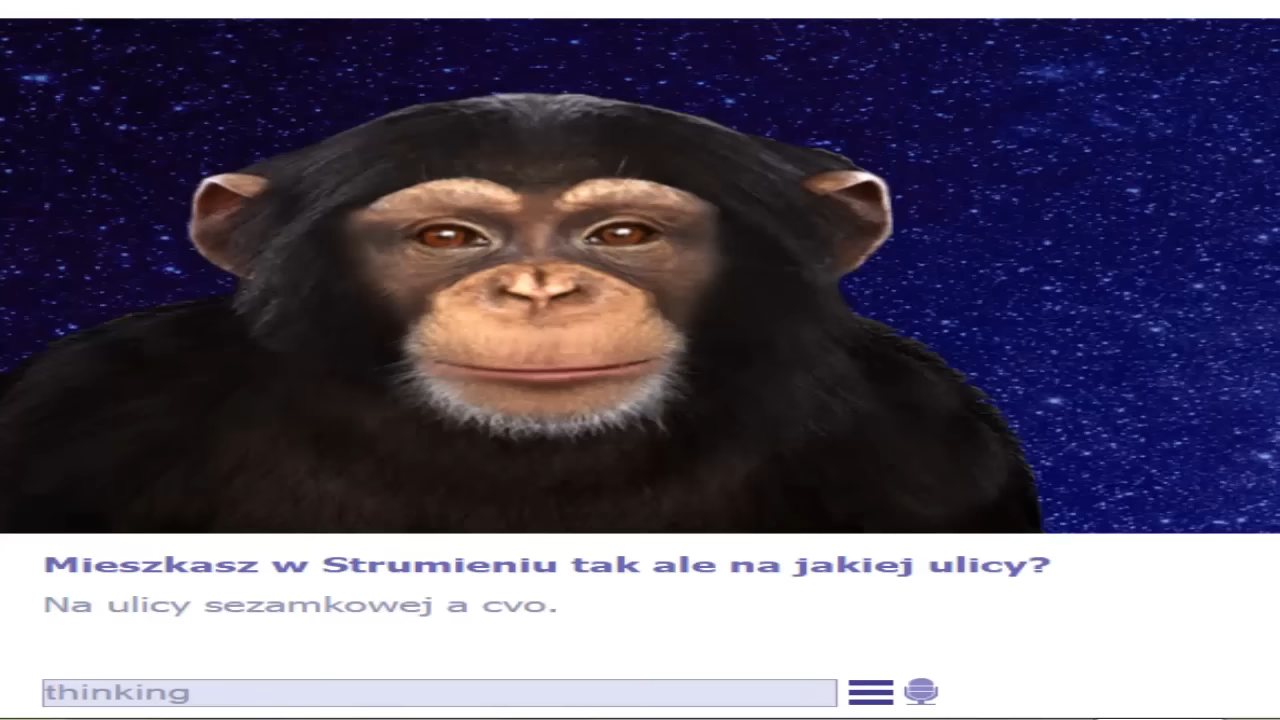 Mieszkasz w Strumieniu tak ale na jakiej ulicy?
Na ulicy sezamkowej a cvo.
thinking